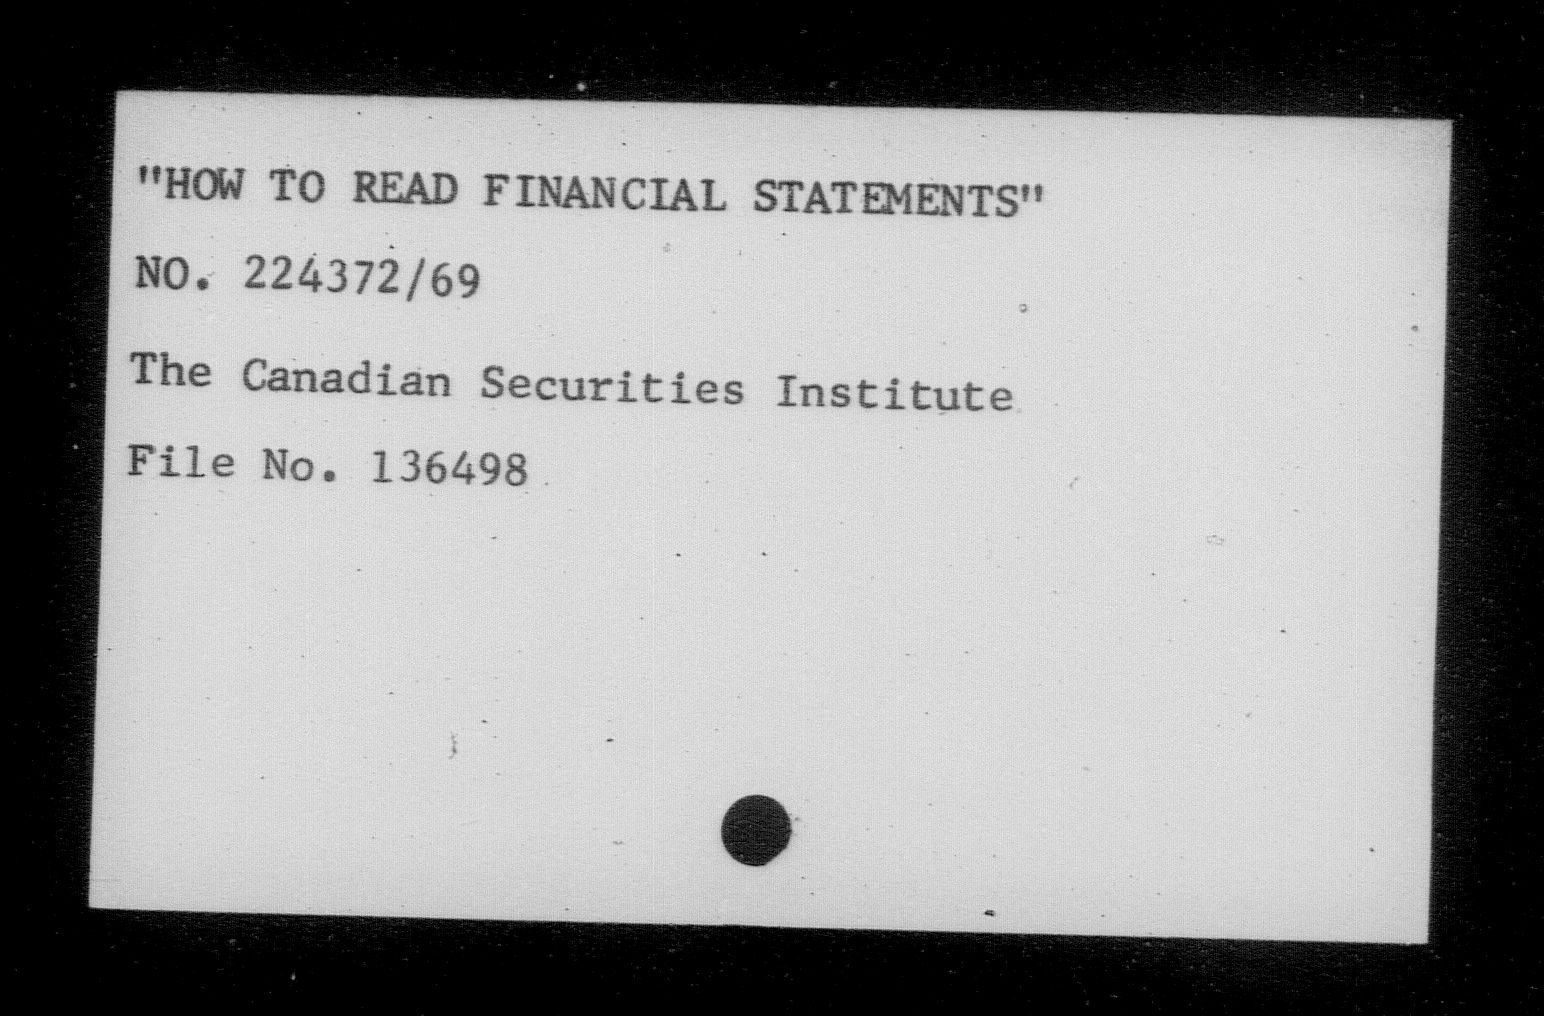 "HOW TO READ FINANCIAL STATEMENTS"
NO. 224372/69
The Canadian Securities Institute
File No. 136498